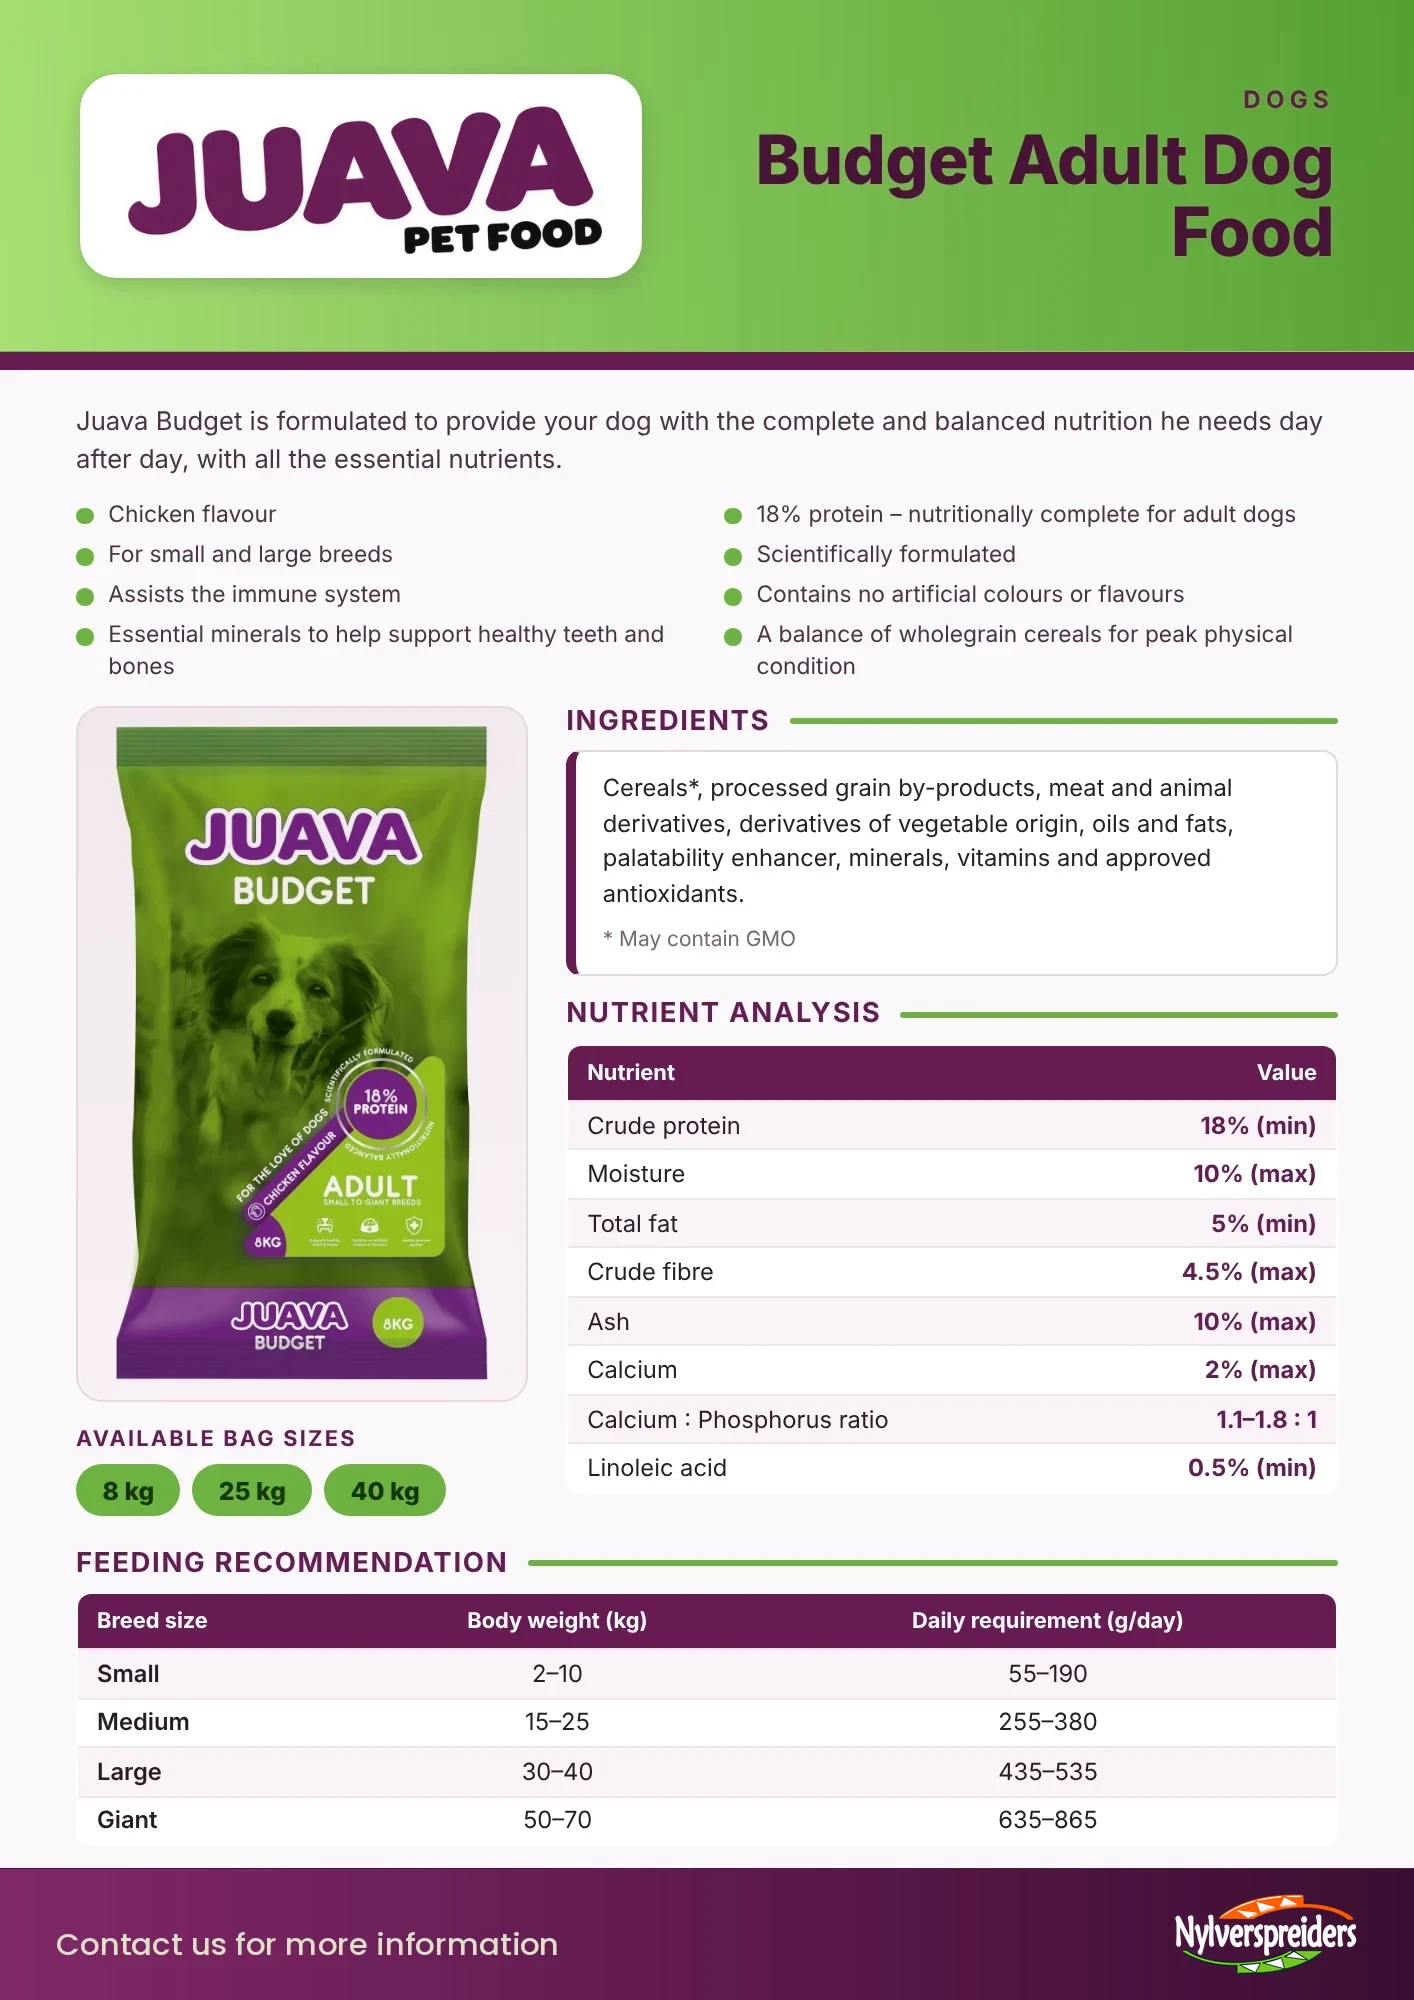 JUAVA
PET FOOD
DOGS
Budget Adult Dog
Food
Juava Budget is formulated to provide your dog with the complete and balanced nutrition he needs day
after day, with all the essential nutrients.
Chicken flavour
For small and large breeds
Assists the immune system
Essential minerals to help support healthy teeth and
bones
18% protein – nutritionally complete for adult dogs
Scientifically formulated
Contains no artificial colours or flavours
A balance of wholegrain cereals for peak physical
condition
JUAVA
BUDGET
SCIENTIFICALLY FORMULATED
18%
PROTEIN
NUTRITIONALLY BALANCED
FOR THE LOVE OF DOGS
CHICKEN FLAVOUR
ADULT
SMALL TO GIANT BREEDS
8KG
JUAVA
BUDGET
8KG
AVAILABLE BAG SIZES
8 kg
25 kg
40 kg
INGREDIENTS
Cereals*, processed grain by-products, meat and animal
derivatives, derivatives of vegetable origin, oils and fats,
palatability enhancer, minerals, vitamins and approved
antioxidants.
* May contain GMO
NUTRIENT ANALYSIS
Nutrient Value
Crude protein 18% (min)
Moisture 10% (max)
Total fat 5% (min)
Crude fibre 4.5% (max)
Ash 10% (max)
Calcium 2% (max)
Calcium : Phosphorus ratio 1.1–1.8 : 1
Linoleic acid 0.5% (min)
FEEDING RECOMMENDATION
Breed size Body weight (kg) Daily requirement (g/day)
Small 2–10 55–190
Medium 15–25 255–380
Large 30–40 435–535
Giant 50–70 635–865
Contact us for more information
Nylverspreiders